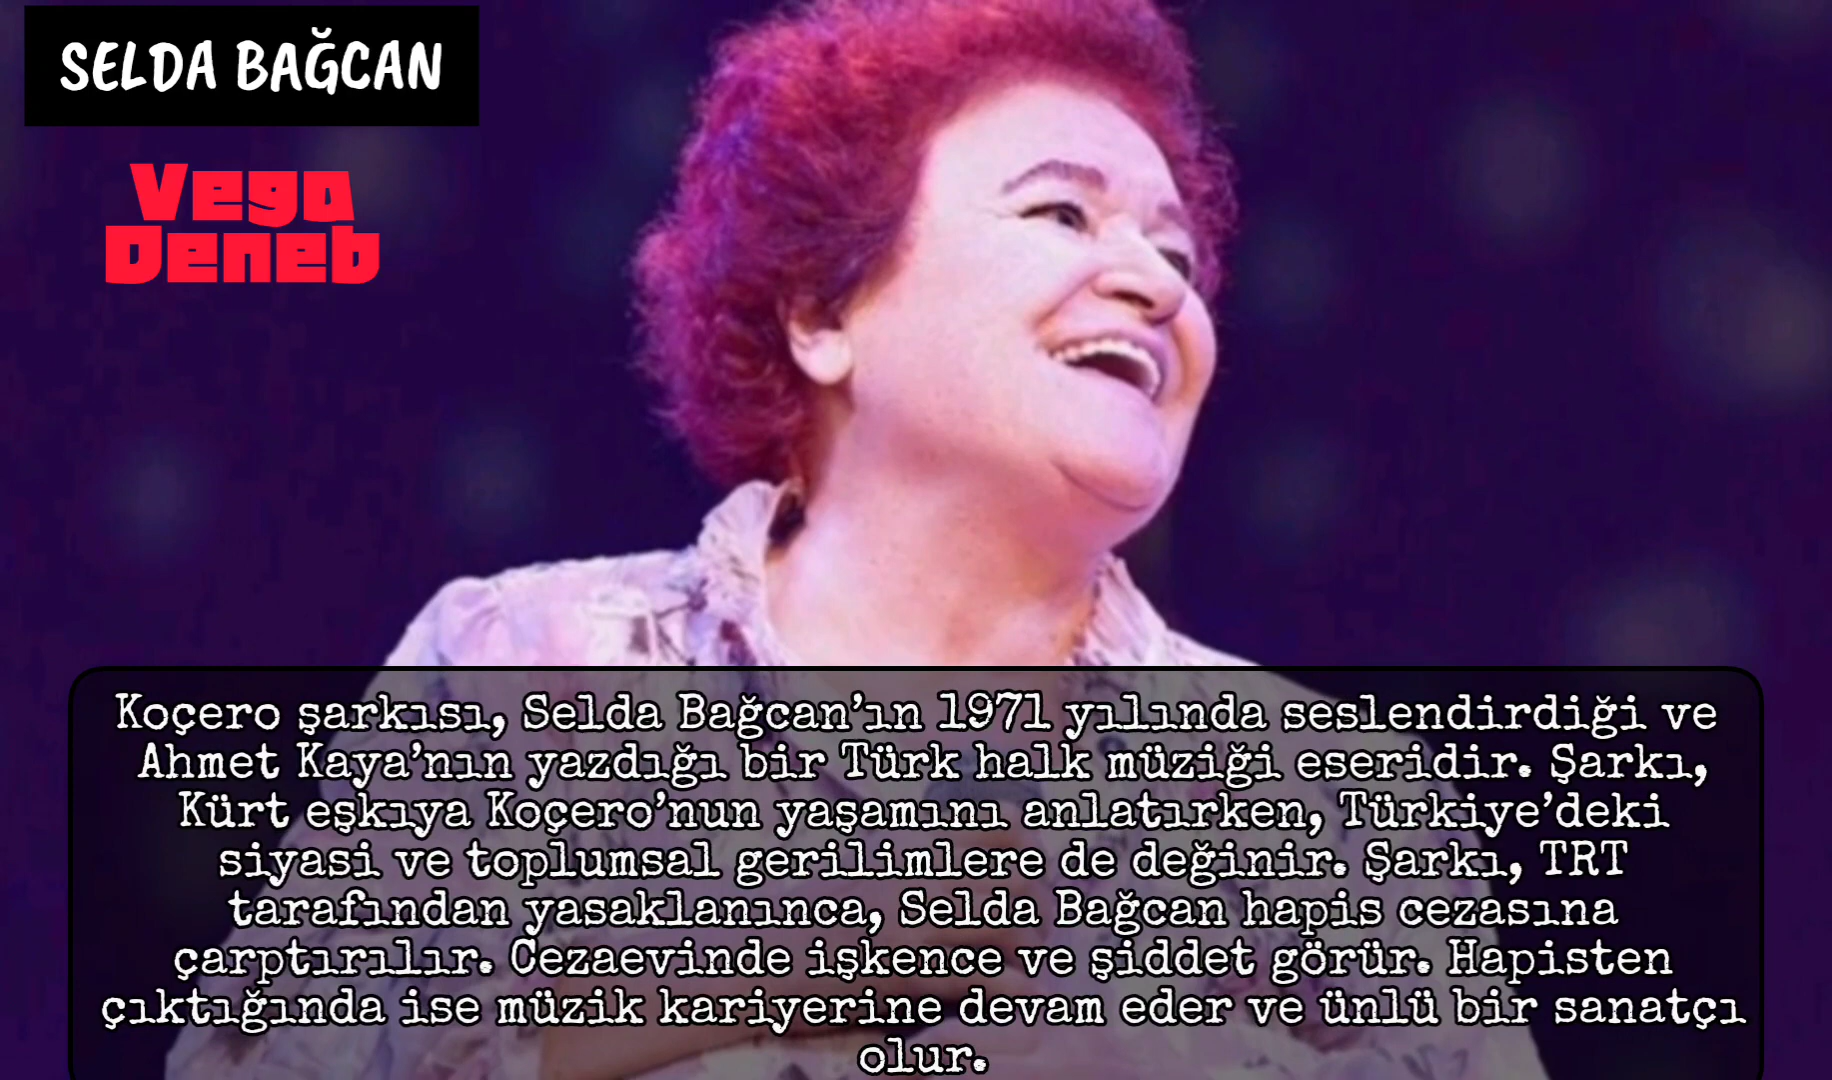 SELDA BAĞCAN
Vega
Deneb
Koçero şarkısı, Selda Bağcan’ın 1971 yılında seslendirdiği ve
Ahmet Kaya’nın yazdığı bir Türk halk müziği eseridir. Şarkı,
Kürt eşkıya Koçero’nun yaşamını anlatırken, Türkiye’deki
siyasi ve toplumsal gerilimlere de değinir. Şarkı, TRT
tarafından yasaklanınca, Selda Bağcan hapis cezasına
çarptırılır. Cezaevinde işkence ve şiddet görür. Hapisten
çıktığında ise müzik kariyerine devam eder ve ünlü bir sanatçı
olur.